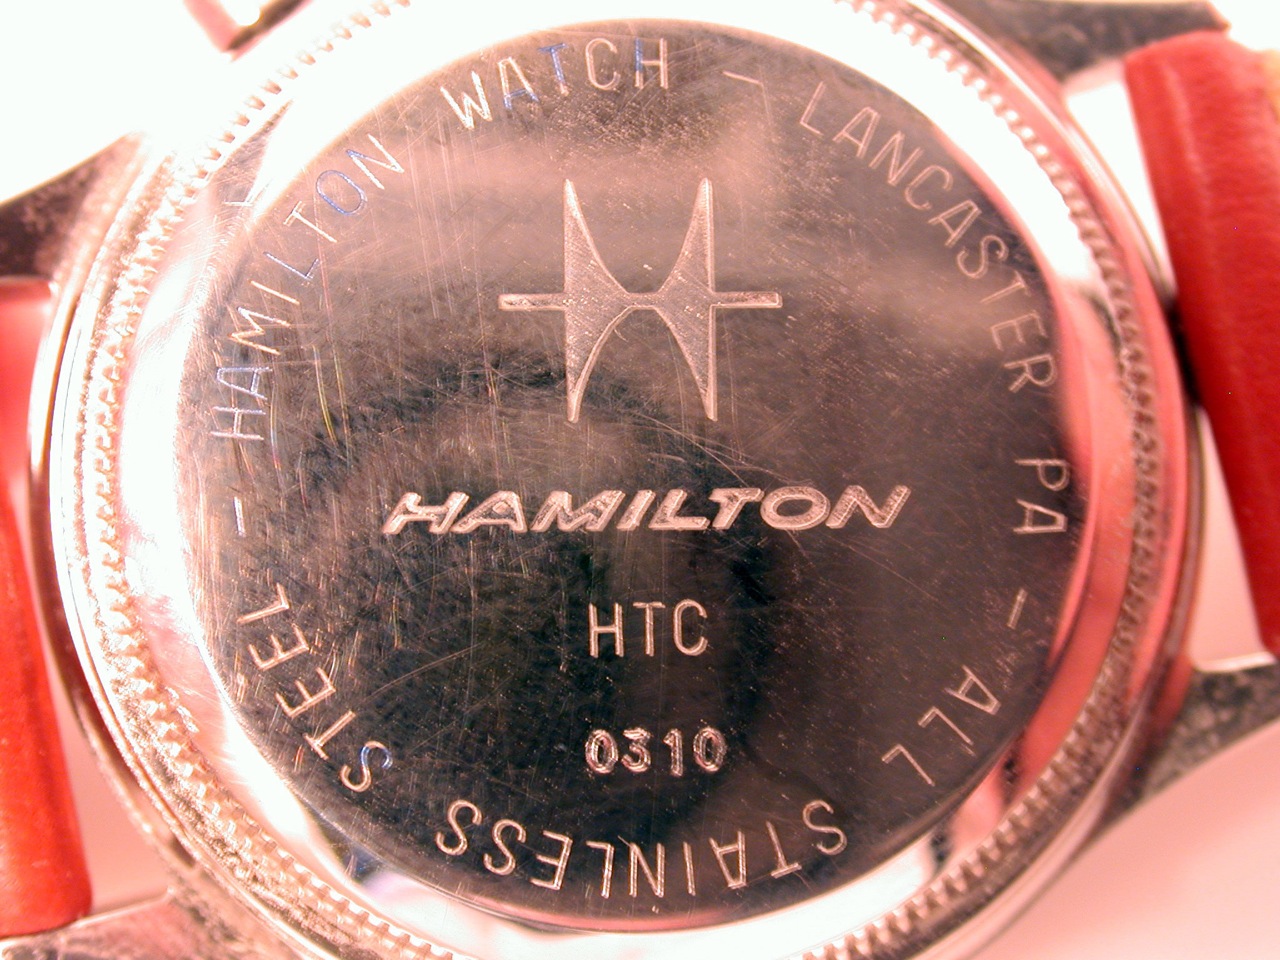 - HAMILTON WATCH - LANCASTER PA - ALL STAINLESS STEEL
HAMILTON
HTC
0310